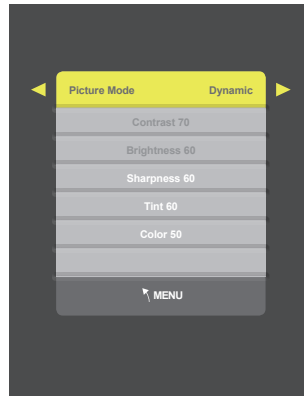 Picture Mode Dynamic
Contrast 70
Brightness 60
Sharpness 60
Tint 60
Color 50
MENU